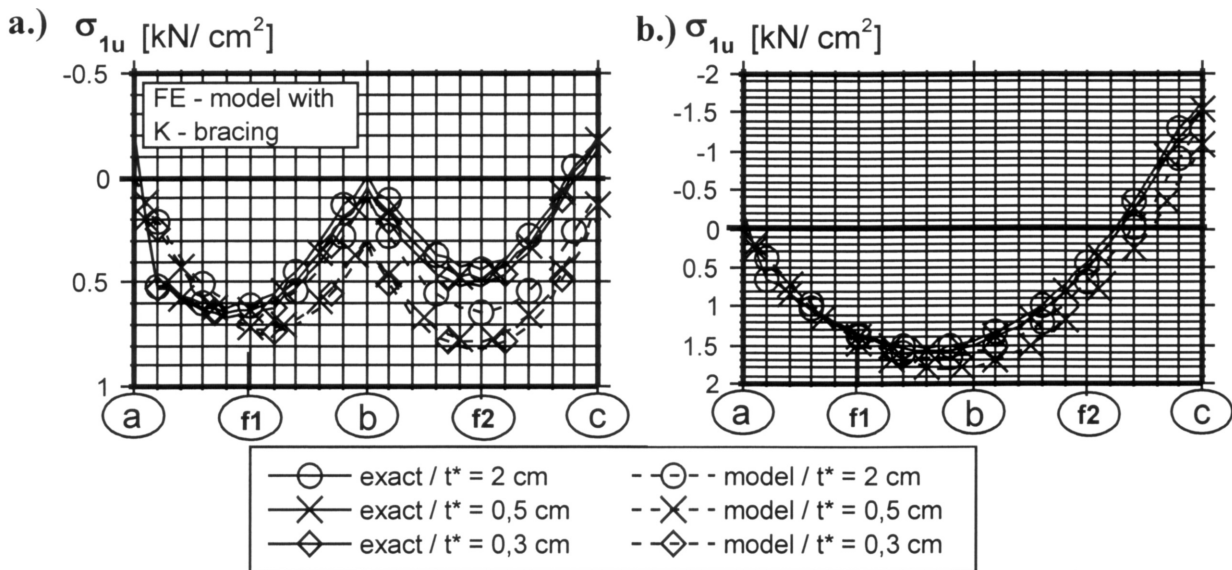 a.) σ1u [kN/ cm²]
b.) σ1u [kN/ cm²]
-0.5
0
0.5
1
FE - model with
K - bracing
a f1 b f2 c
-2
-1.5
-1
-0.5
0
0.5
1
1.5
2
a f1 b f2 c
exact / t* = 2 cm
model / t* = 2 cm
exact / t* = 0,5 cm
model / t* = 0,5 cm
exact / t* = 0,3 cm
model / t* = 0,3 cm